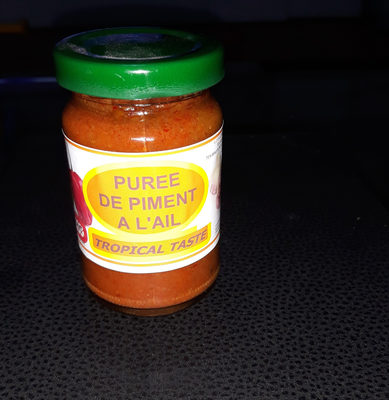 PUREE
DE PIMENT
A L'AIL
TROPICAL TASTE